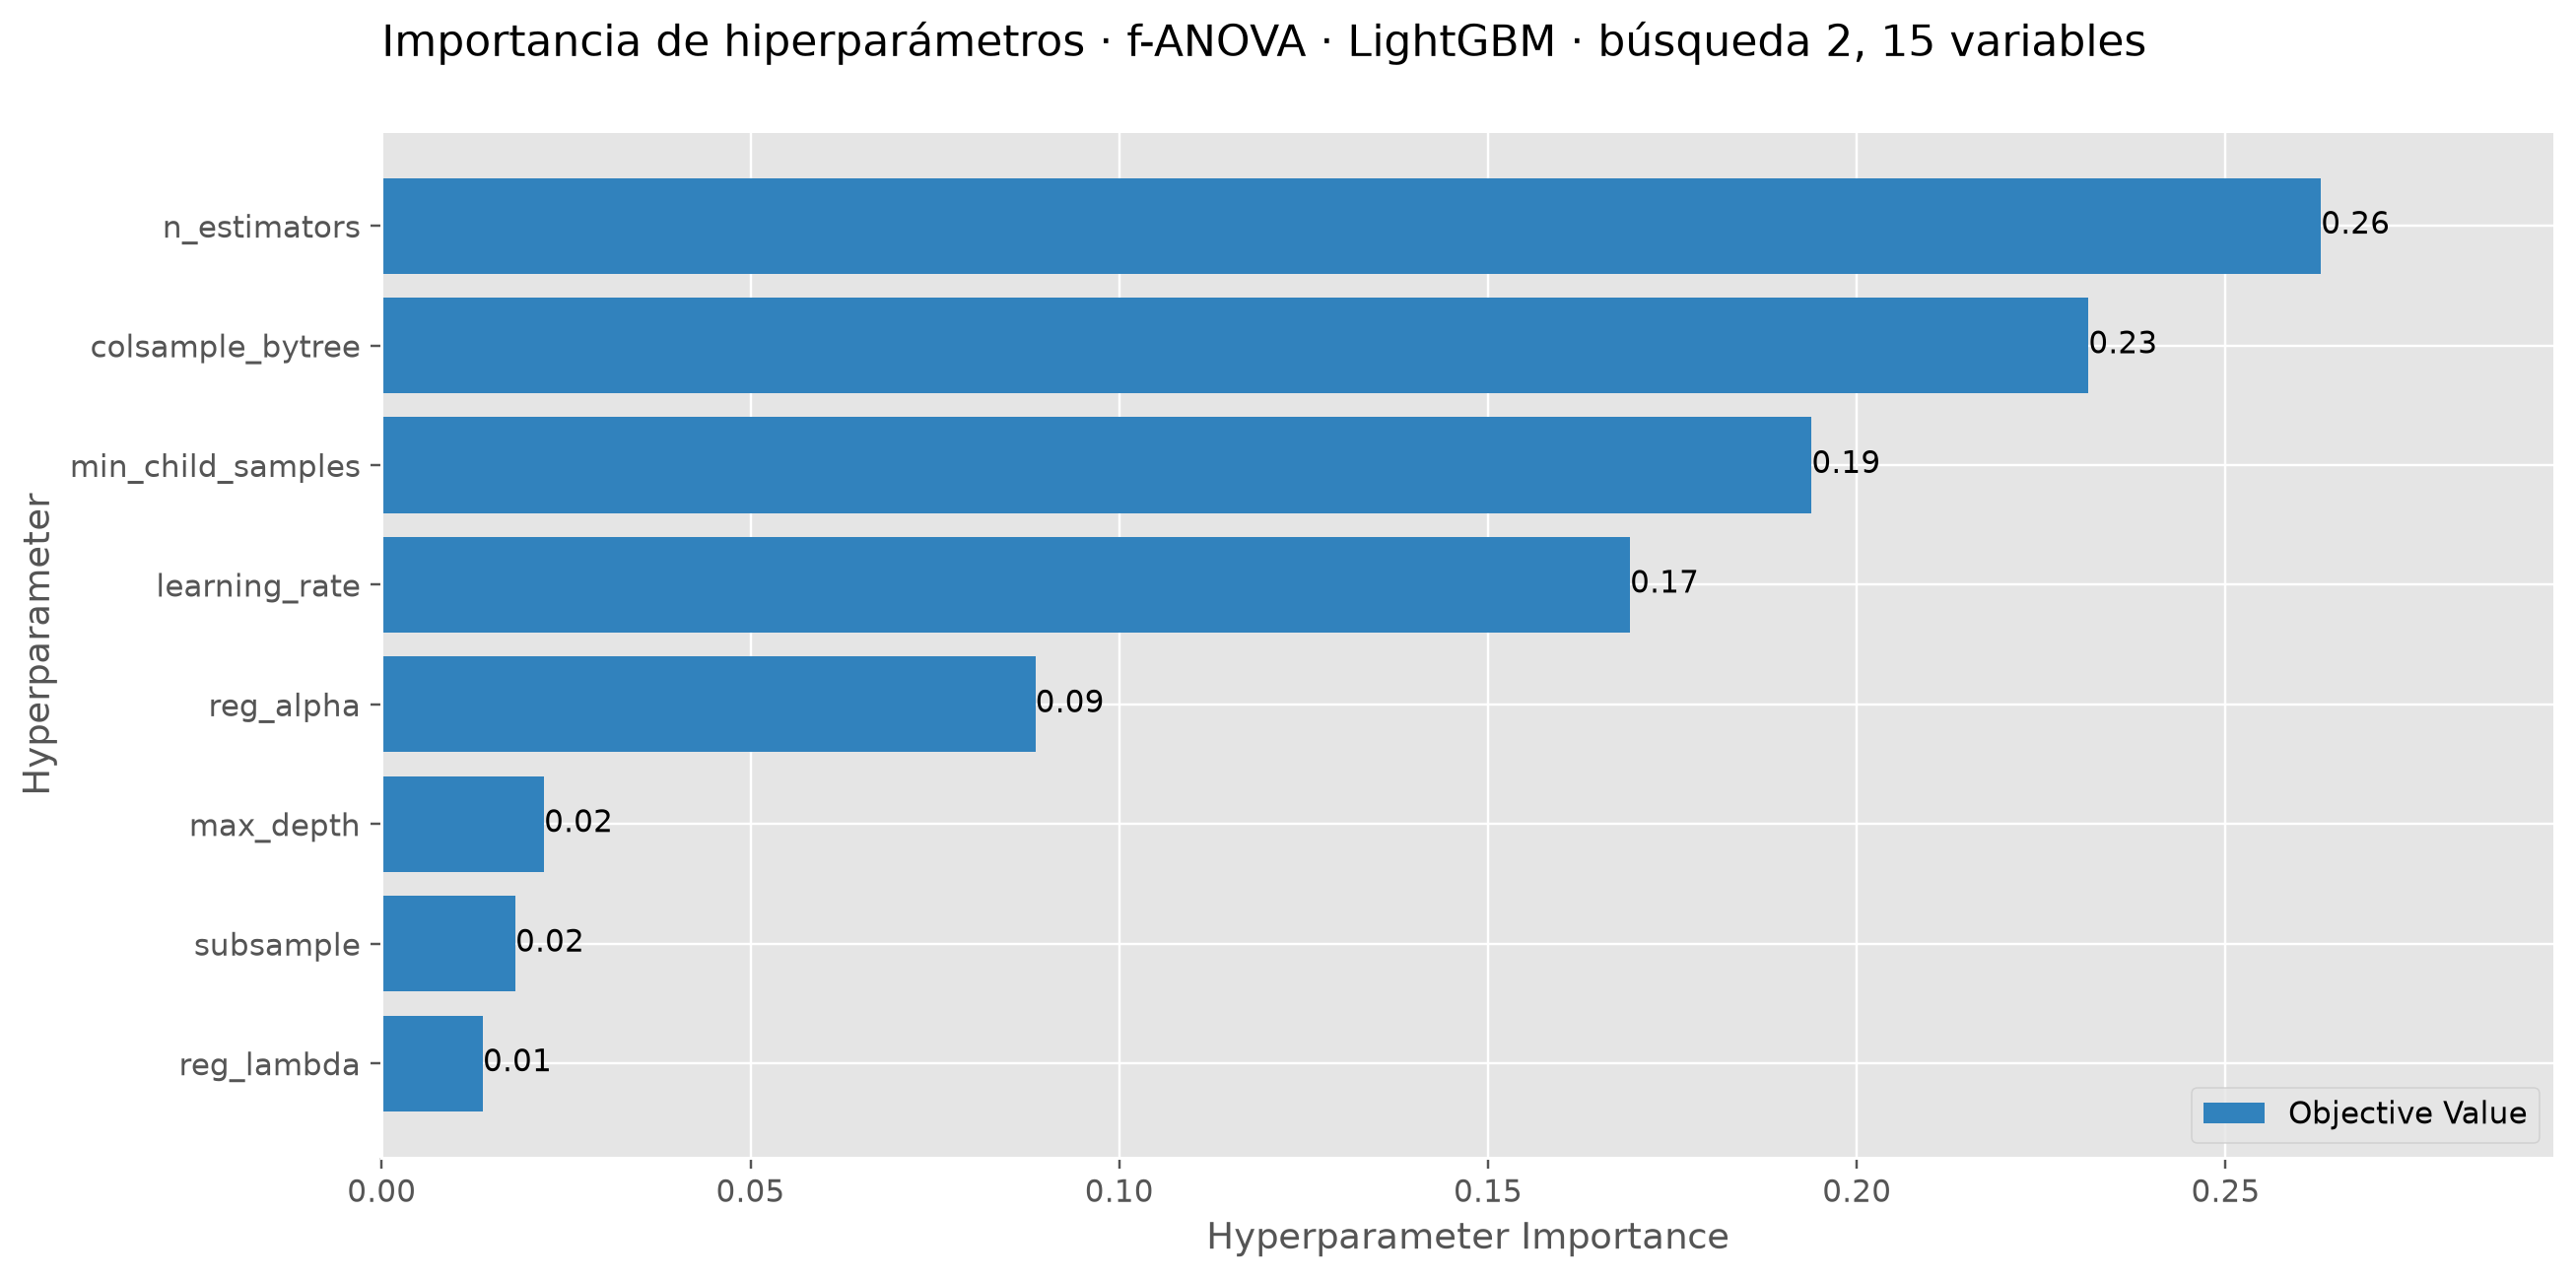 Importancia de hiperparámetros · f-ANOVA · LightGBM · búsqueda 2, 15 variables
Hyperparameter
n_estimators 0.26
colsample_bytree 0.23
min_child_samples 0.19
learning_rate 0.17
reg_alpha 0.09
max_depth 0.02
subsample 0.02
reg_lambda 0.01
Objective Value
0.00 0.05 0.10 0.15 0.20 0.25
Hyperparameter Importance